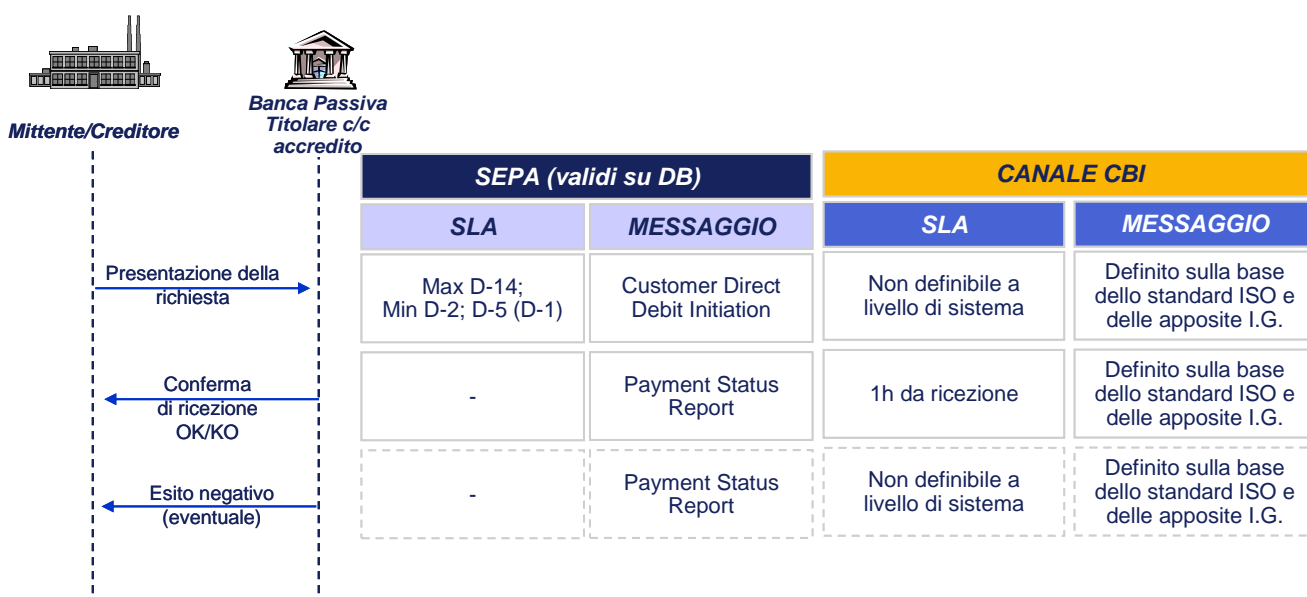 Mittente/Creditore
Banca Passiva
Titolare c/c
accredito
SEPA (validi su DB)
CANALE CBI
SLA
MESSAGGIO
SLA
MESSAGGIO
Presentazione della
richiesta
Max D-14;
Min D-2; D-5 (D-1)
Customer Direct
Debit Initiation
Non definibile a
livello di sistema
Definito sulla base
dello standard ISO e
delle apposite I.G.
Conferma
di ricezione
OK/KO
-
Payment Status
Report
1h da ricezione
Definito sulla base
dello standard ISO e
delle apposite I.G.
Esito negativo
(eventuale)
-
Payment Status
Report
Non definibile a
livello di sistema
Definito sulla base
dello standard ISO e
delle apposite I.G.